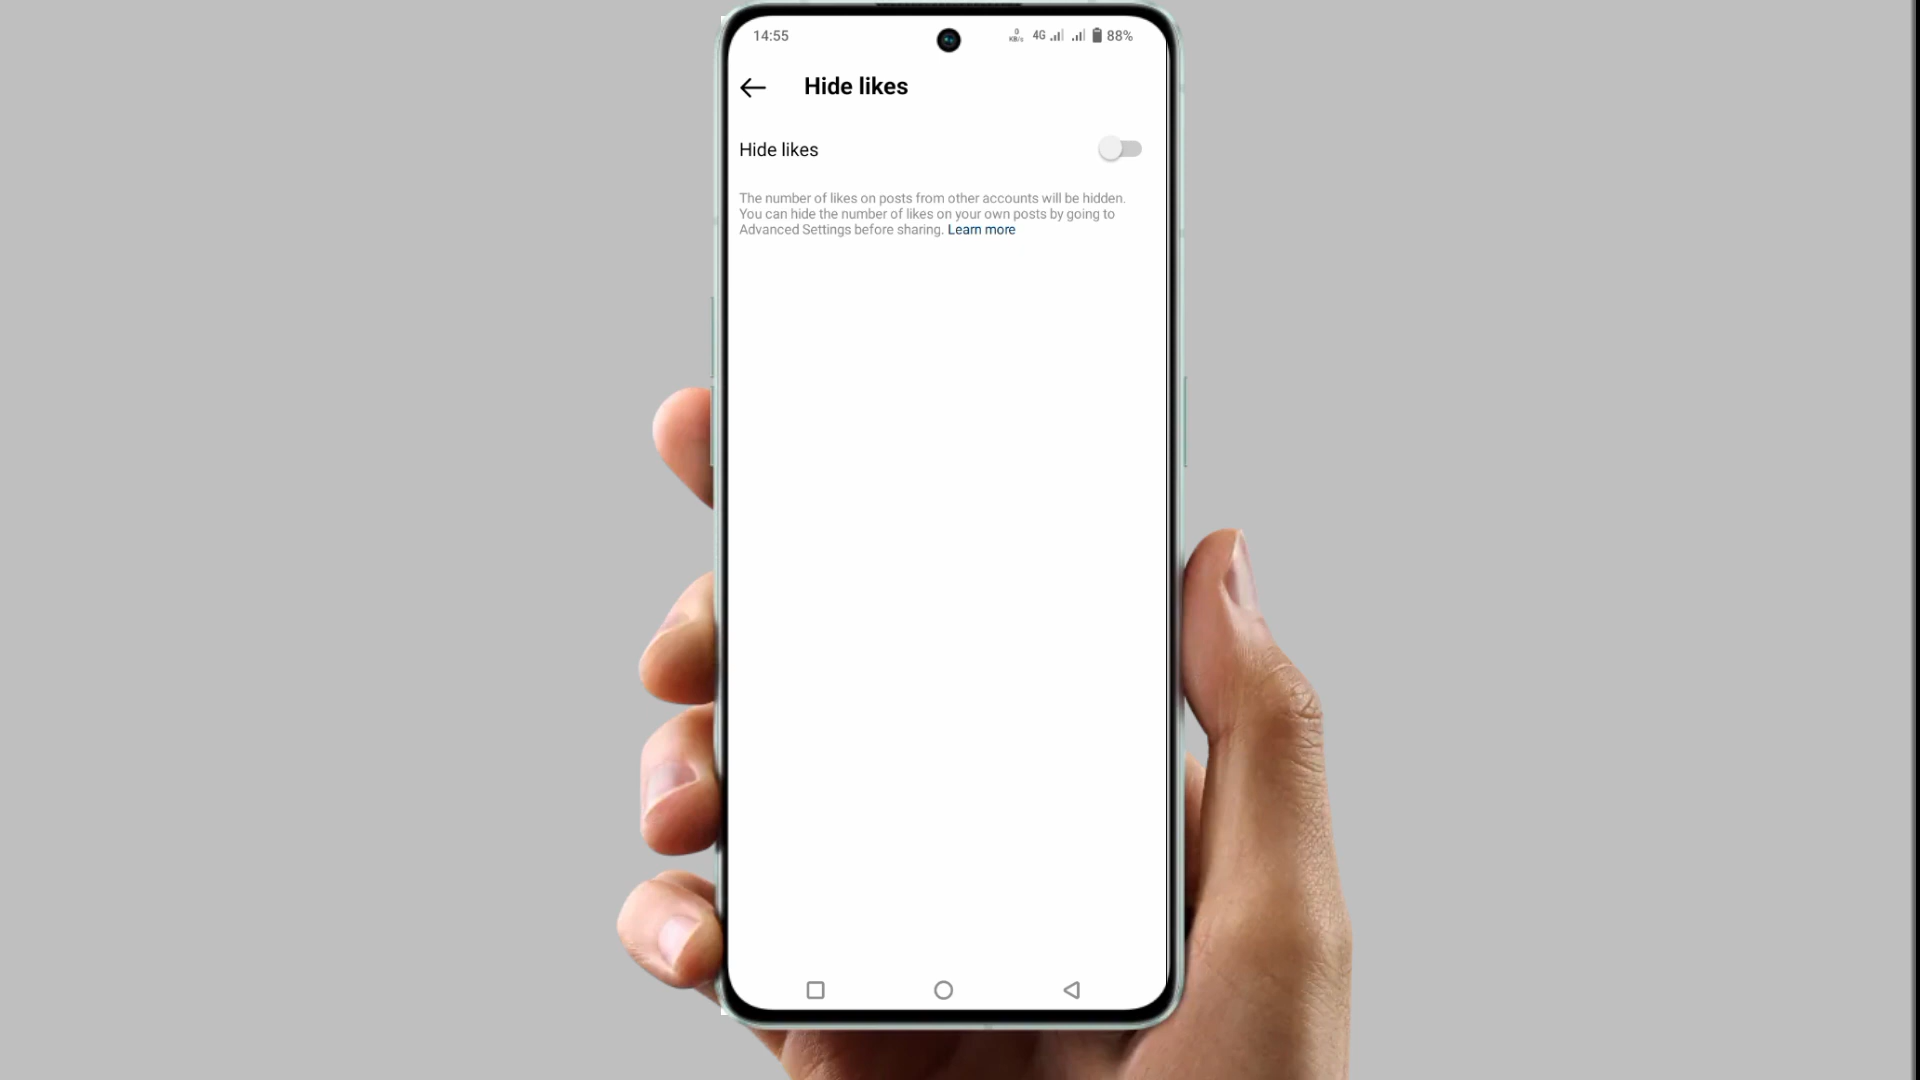 14:55
0
KB/s
4G
88%
Hide likes
Hide likes
The number of likes on posts from other accounts will be hidden.
You can hide the number of likes on your own posts by going to
Advanced Settings before sharing. Learn more